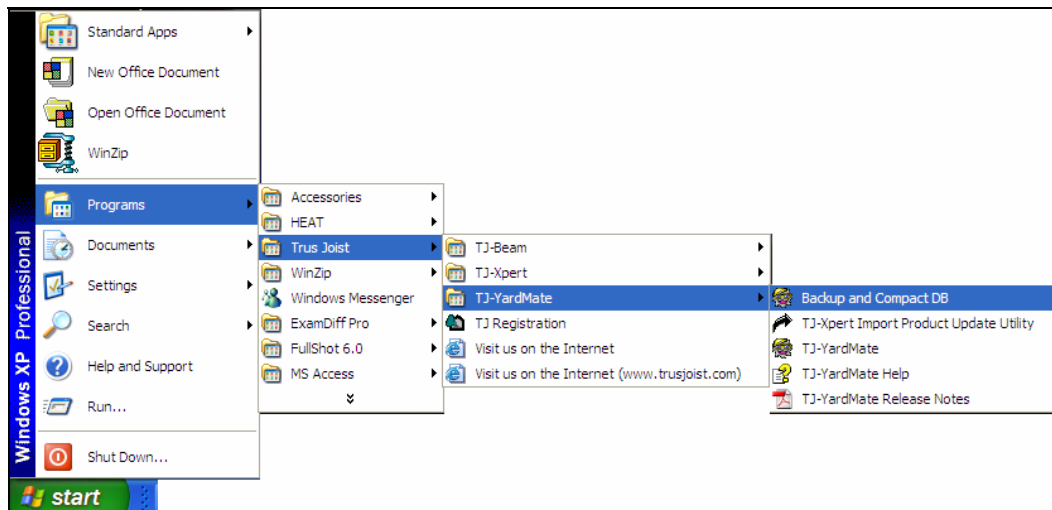 Standard Apps
New Office Document
Open Office Document
WinZip
Programs
Documents
Settings
Search
Help and Support
Run...
Shut Down...
Windows XP Professional
start
Accessories
HEAT
Trus Joist
WinZip
Windows Messenger
ExamDiff Pro
FullShot 6.0
MS Access
TJ-Beam
TJ-Xpert
TJ-YardMate
TJ Registration
Visit us on the Internet
Visit us on the Internet (www.trusjoist.com)
Backup and Compact DB
TJ-Xpert Import Product Update Utility
TJ-YardMate
TJ-YardMate Help
TJ-YardMate Release Notes